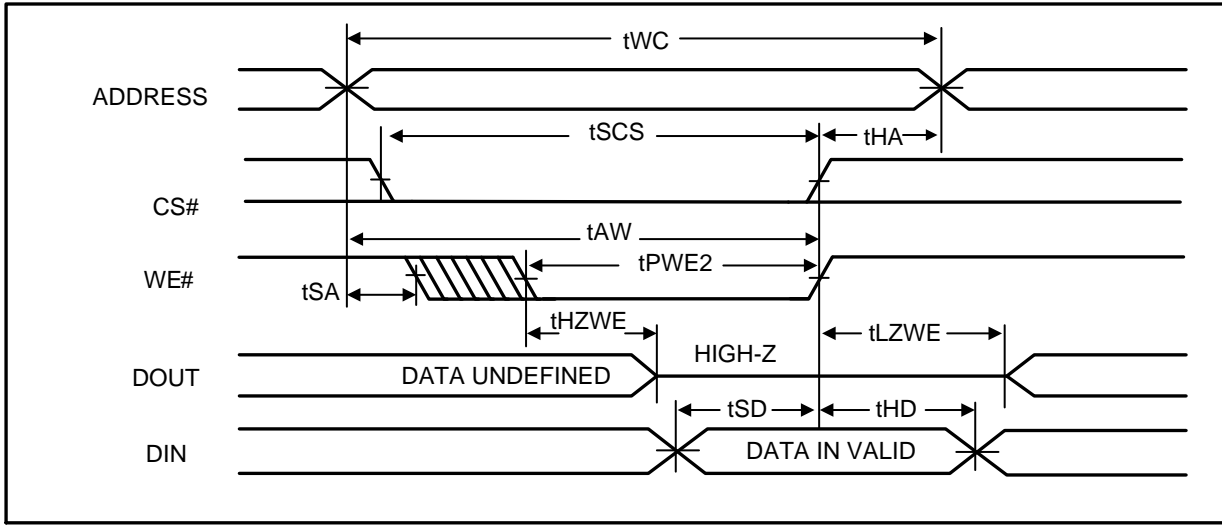 tWC
ADDRESS
tSCS
tHA
CS#
tAW
tPWE2
WE#
tSA
tHZWE
tLZWE
HIGH-Z
DOUT
DATA UNDEFINED
tSD
tHD
DIN
DATA IN VALID